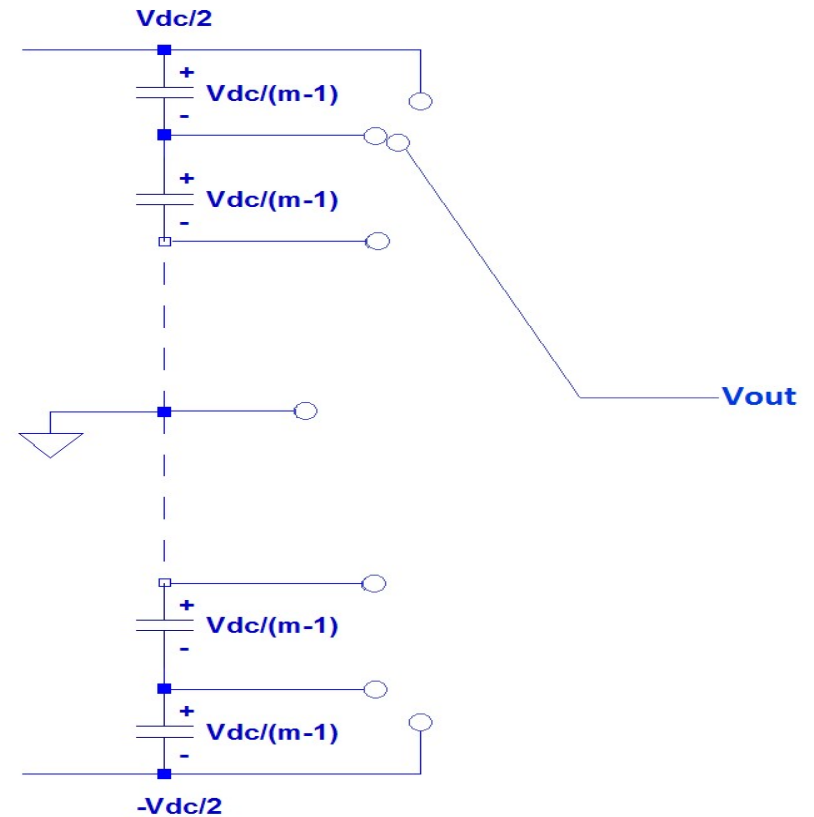 Vdc/2
+
Vdc/(m-1)
-
+
Vdc/(m-1)
-
Vout
+
Vdc/(m-1)
-
+
Vdc/(m-1)
-
-Vdc/2